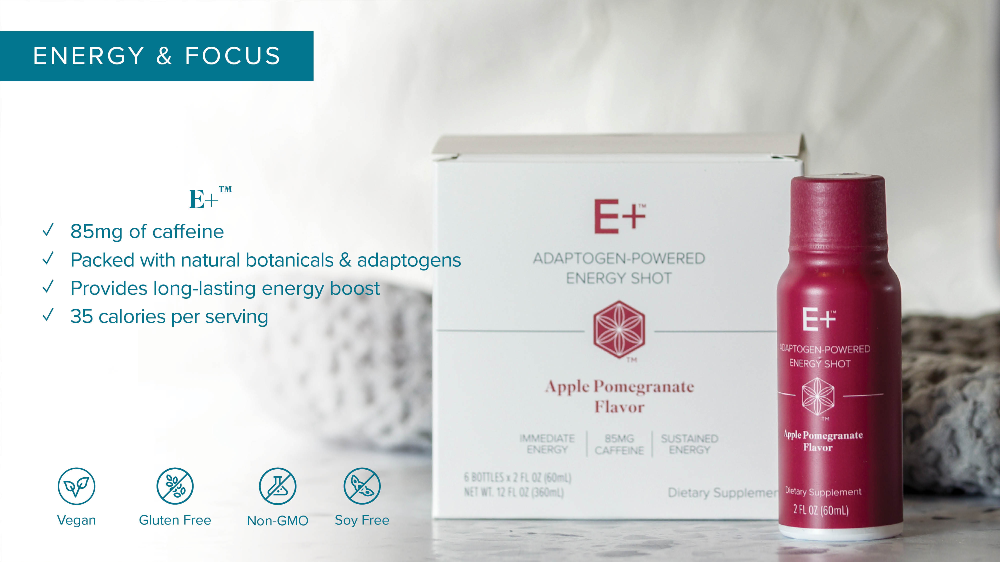 ENERGY & FOCUS
E+™
85mg of caffeine
Packed with natural botanicals & adaptogens
Provides long-lasting energy boost
35 calories per serving
Vegan
Gluten Free
Non-GMO
Soy Free
E+™
ADAPTOGEN-POWERED
ENERGY SHOT
TM
Apple Pomegranate
Flavor
IMMEDIATE
ENERGY
85MG
CAFFEINE
SUSTAINED
ENERGY
6 BOTTLES x 2 FL OZ (60mL)
NET WT. 12 FL OZ (360mL)
Dietary Supplemen
E+™
ADAPTOGEN-POWERED
ENERGY SHOT
TM
Apple Pomegranate
Flavor
Dietary Supplement
2 FL OZ (60mL)